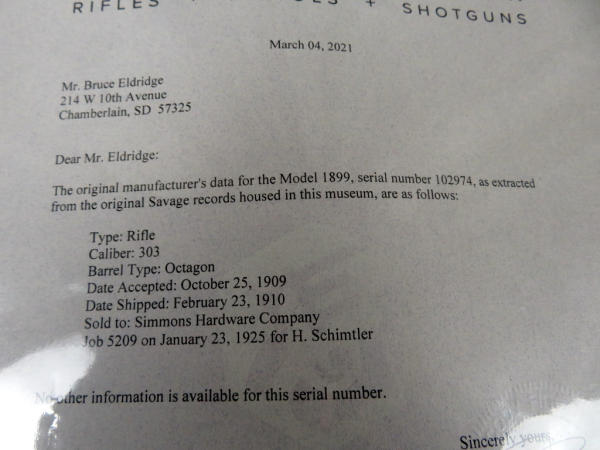 RIFLES + + SHOTGUNS
March 04, 2021
Mr. Bruce Eldridge
214 W 10th Avenue
Chamberlain, SD 57325
Dear Mr. Eldridge:
The original manufacturer's data for the Model 1899, serial number 102974, as extracted
from the original Savage records housed in this museum, are as follows:
Type: Rifle
Caliber: 303
Barrel Type: Octagon
Date Accepted: October 25, 1909
Date Shipped: February 23, 1910
Sold to: Simmons Hardware Company
Job 5209 on January 23, 1925 for H. Schimtler
No other information is available for this serial number.
Sincerely yours,